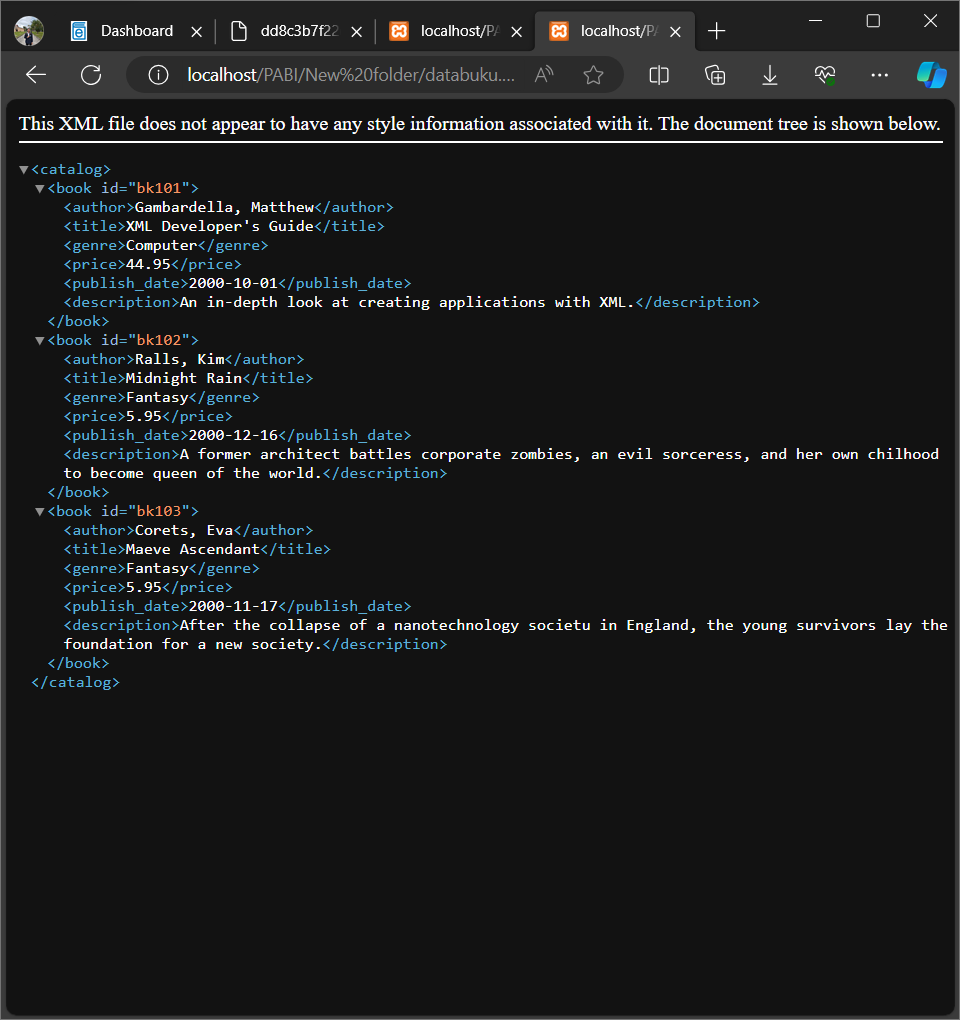 Dashboard
dd8c3b7f22
localhost/PA
localhost/PA
localhost/PABI/New%20folder/databuku....
This XML file does not appear to have any style information associated with it. The document tree is shown below.
▼<catalog>
▼<book id="bk101">
<author>Gambardella, Matthew</author>
<title>XML Developer's Guide</title>
<genre>Computer</genre>
<price>44.95</price>
<publish_date>2000-10-01</publish_date>
<description>An in-depth look at creating applications with XML.</description>
</book>
▼<book id="bk102">
<author>Ralls, Kim</author>
<title>Midnight Rain</title>
<genre>Fantasy</genre>
<price>5.95</price>
<publish_date>2000-12-16</publish_date>
<description>A former architect battles corporate zombies, an evil sorceress, and her own chilhood
to become queen of the world.</description>
</book>
▼<book id="bk103">
<author>Corets, Eva</author>
<title>Maeve Ascendant</title>
<genre>Fantasy</genre>
<price>5.95</price>
<publish_date>2000-11-17</publish_date>
<description>After the collapse of a nanotechnology societu in England, the young survivors lay the
foundation for a new society.</description>
</book>
</catalog>